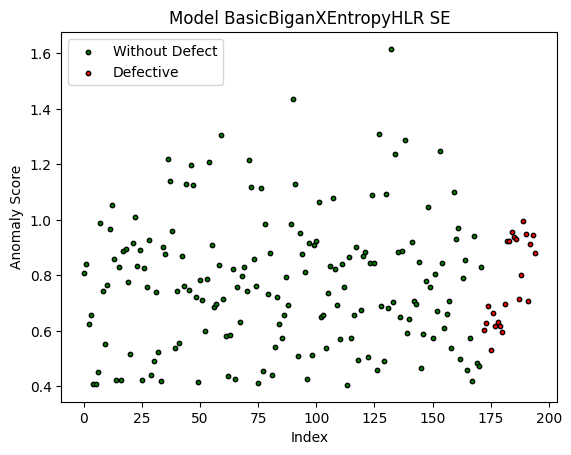 Model BasicBiganXEntropyHLR SE
Without Defect
Defective
Anomaly Score
1.6
1.4
1.2
1.0
0.8
0.6
0.4
0 25 50 75 100 125 150 175 200
Index